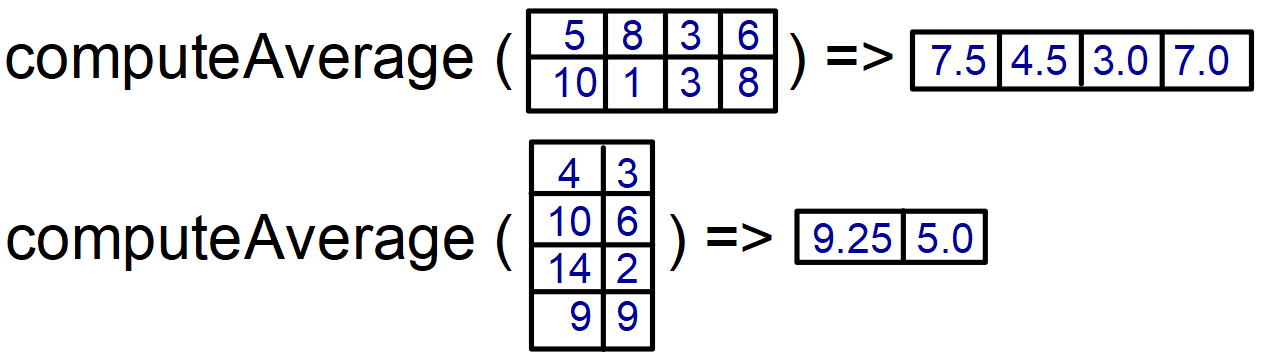 5 8 3 6
computeAverage ( ) => 7.5 4.5 3.0 7.0
10 1 3 8
4 3
10 6
computeAverage ( ) => 9.25 5.0
14 2
9 9